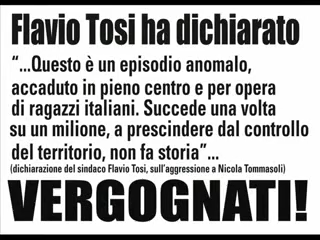 Flavio Tosi ha dichiarato
“...Questo è un episodio anomalo,
accaduto in pieno centro e per opera
di ragazzi italiani. Succede una volta
su un milione, a prescindere dal controllo
del territorio, non fa storia”...
(dichiarazione del sindaco Flavio Tosi, sull’aggressione a Nicola Tommasoli)
VERGOGNATI!